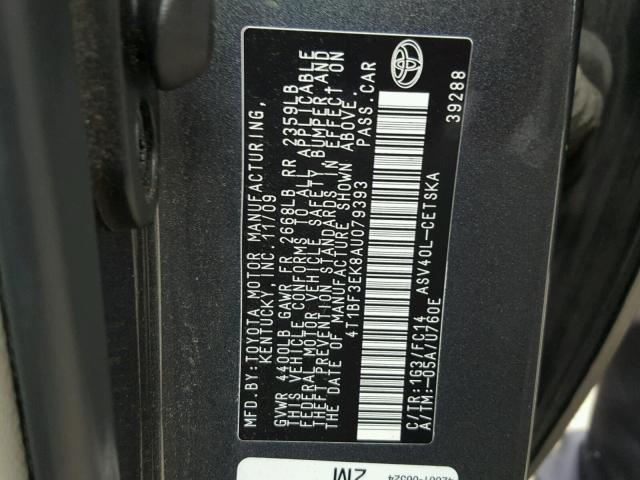 MFD.BY:TOYOTA MOTOR MANUFACTURING,
KENTUCKY, INC. 11/09
GVWR 4400LB GAWR FR 2668LB RR 2359LB
THIS VEHICLE CONFORMS TO ALL APPLICABLE
FEDERAL MOTOR VEHICLE SAFETY, BUMPER, AND
THEFT PREVENTION STANDARDS IN EFFECT ON
THE DATE OF MANUFACTURE SHOWN ABOVE.
4T1BF3EK8AU079393 PASS.CAR
C/TR:1G3/FC14 ASV40L-CETSKA
A/TM:-05A/U760E
39288
ZM